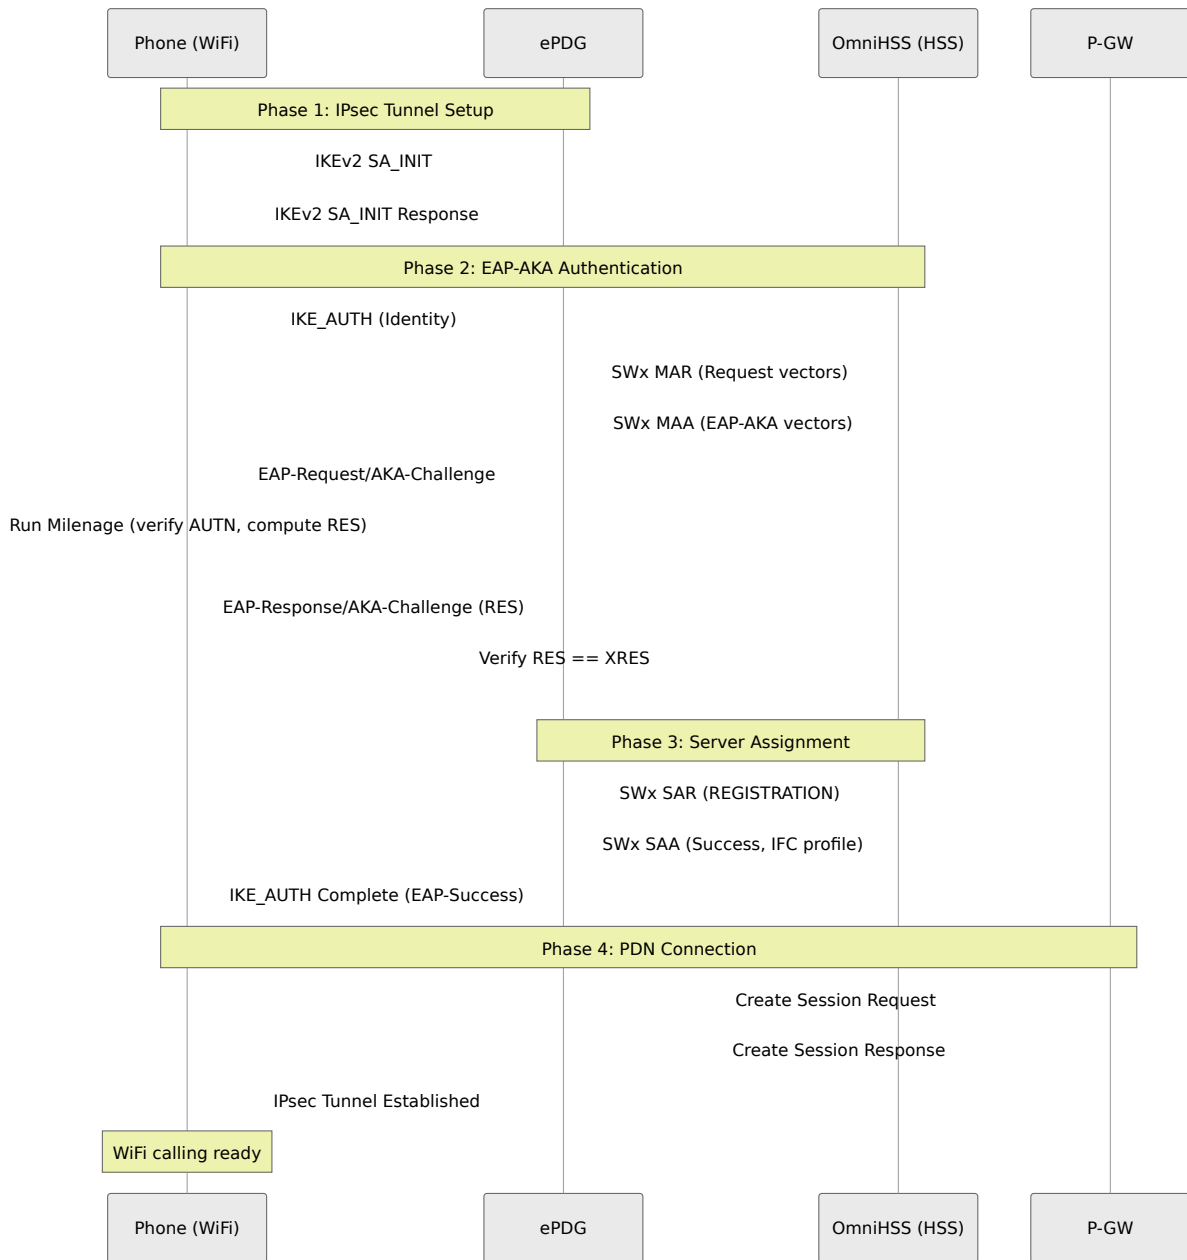 Phone (WiFi)
ePDG
OmniHSS (HSS)
P-GW
Phase 1: IPsec Tunnel Setup
IKEv2 SA_INIT
IKEv2 SA_INIT Response
Phase 2: EAP-AKA Authentication
IKE_AUTH (Identity)
SWx MAR (Request vectors)
SWx MAA (EAP-AKA vectors)
EAP-Request/AKA-Challenge
Run Milenage (verify AUTN, compute RES)
EAP-Response/AKA-Challenge (RES)
Verify RES == XRES
Phase 3: Server Assignment
SWx SAR (REGISTRATION)
SWx SAA (Success, IFC profile)
IKE_AUTH Complete (EAP-Success)
Phase 4: PDN Connection
Create Session Request
Create Session Response
IPsec Tunnel Established
WiFi calling ready
Phone (WiFi)
ePDG
OmniHSS (HSS)
P-GW